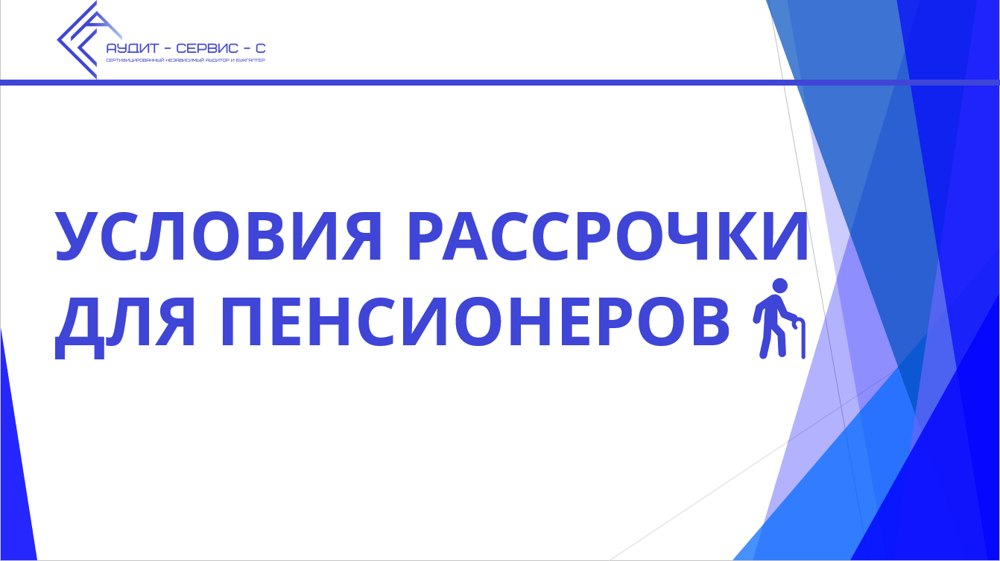 АУДИТ - СЕРВИС - С
СЕРТИФИЦИРОВАННЫЙ НЕЗАВИСИМЫЙ АУДИТОР И БУХГАЛТЕР
УСЛОВИЯ РАССРОЧКИ
ДЛЯ ПЕНСИОНЕРОВ